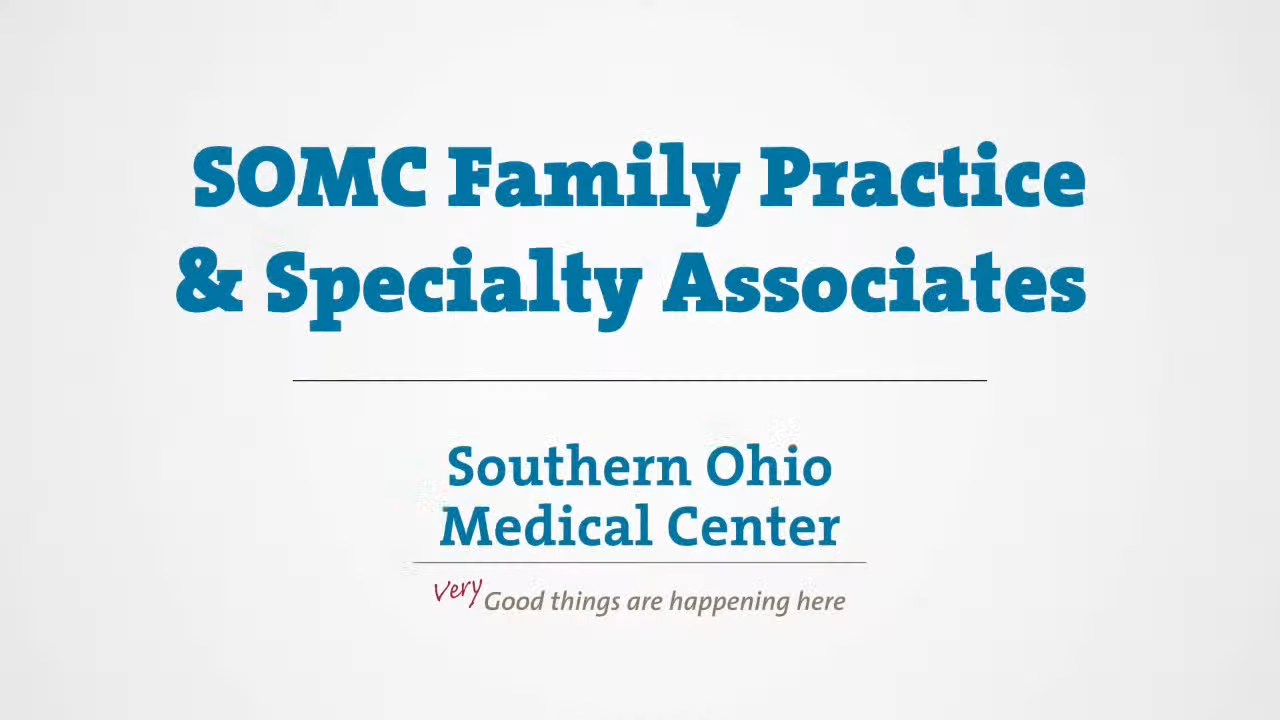 SOMC Family Practice
& Specialty Associates
Southern Ohio
Medical Center
Very Good things are happening here